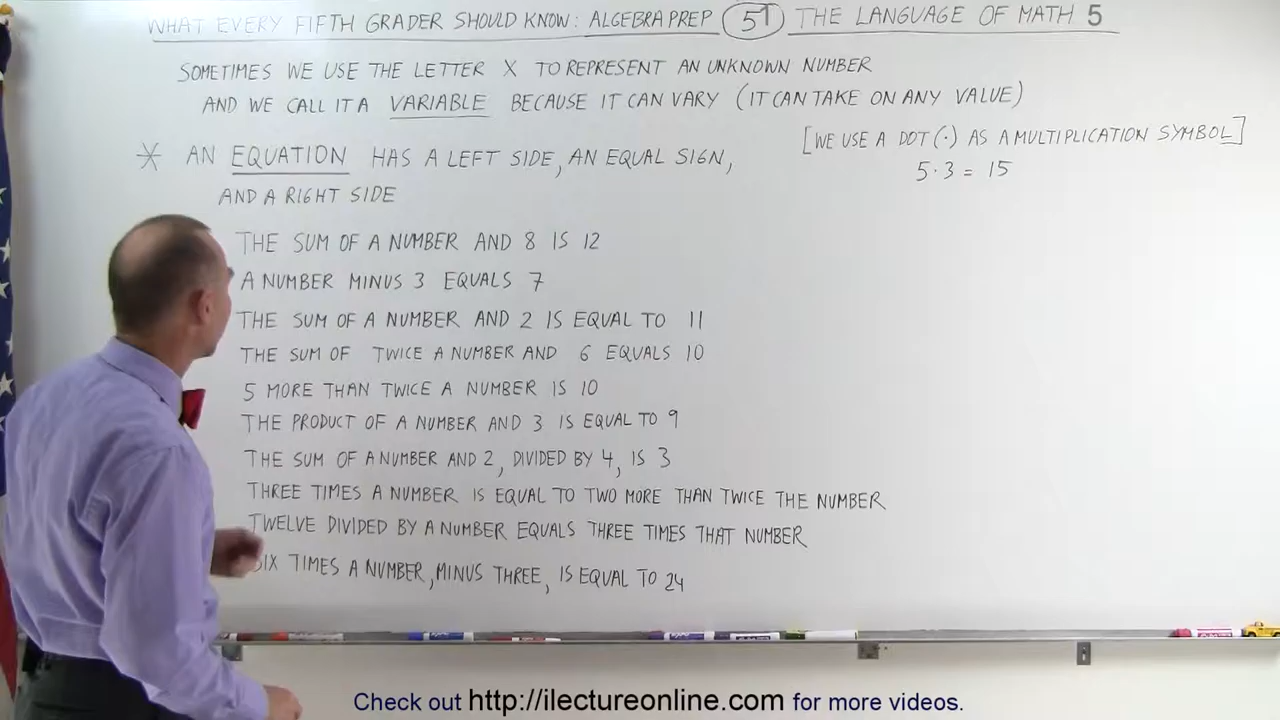 WHAT EVERY FIFTH GRADER SHOULD KNOW: ALGEBRA PREP 51 THE LANGUAGE OF MATH 5
SOMETIMES WE USE THE LETTER X TO REPRESENT AN UNKNOWN NUMBER
AND WE CALL IT A VARIABLE BECAUSE IT CAN VARY (IT CAN TAKE ON ANY VALUE)
[WE USE A DOT (·) AS A MULTIPLICATION SYMBOL]
5·3 = 15
* AN EQUATION HAS A LEFT SIDE, AN EQUAL SIGN,
AND A RIGHT SIDE
THE SUM OF A NUMBER AND 8 IS 12
A NUMBER MINUS 3 EQUALS 7
THE SUM OF A NUMBER AND 2 IS EQUAL TO 11
THE SUM OF TWICE A NUMBER AND 6 EQUALS 10
5 MORE THAN TWICE A NUMBER IS 10
THE PRODUCT OF A NUMBER AND 3 IS EQUAL TO 9
THE SUM OF A NUMBER AND 2, DIVIDED BY 4, IS 3
THREE TIMES A NUMBER IS EQUAL TO TWO MORE THAN TWICE THE NUMBER
TWELVE DIVIDED BY A NUMBER EQUALS THREE TIMES THAT NUMBER
SIX TIMES A NUMBER, MINUS THREE, IS EQUAL TO 24
Check out http://ilectureonline.com for more videos.